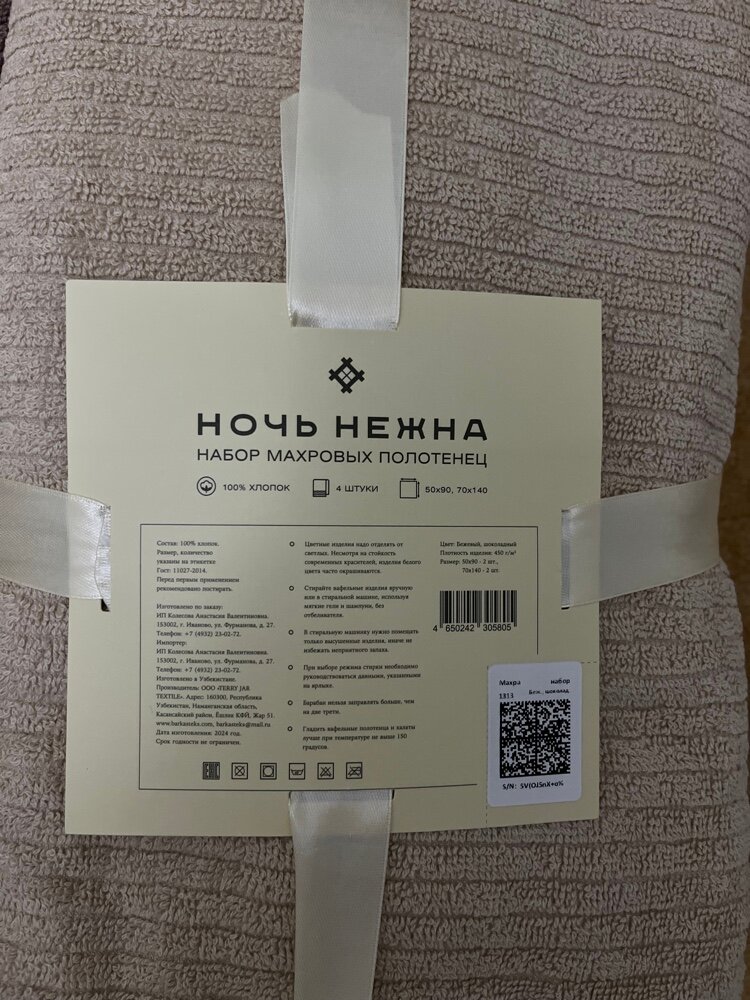 НОЧЬ НЕЖНА
НАБОР МАХРОВЫХ ПОЛОТЕНЕЦ
100% ХЛОПОК
4 ШТУКИ
50х90, 70х140
Состав: 100% хлопок.
Размер, количество
указаны на этикетке
Гост: 11027-2014.
Перед первым применением
рекомендовано постирать.
Изготовлено по заказу:
ИП Колесова Анастасия Валентиновна.
153002, г. Иваново, ул. Фурманова, д. 27.
Телефон: +7 (4932) 23-02-72.
Импортер:
ИП Колесова Анастасия Валентиновна.
153002, г. Иваново, ул. Фурманова, д. 27.
Телефон: +7 (4932) 23-02-72.
Изготовлено в Узбекистане.
Производитель: ООО «TERRY JAR
TEXTILE». Адрес: 160300, Республика
Узбекистан, Наманганская область,
Касансайский район, Ёшлик КФЙ, Жар 51.
www.barkasteks.com, barkasteks@mail.ru
Дата изготовления: 2024 год.
Срок годности не ограничен.
Цветные изделия надо отделять от
светлых. Несмотря на стойкость
современных красителей, изделия белого
цвета часто окрашиваются.
Стирайте вафельные изделия вручную
или в стиральной машине, используя
мягкие гели и шампуни, без
отбеливателя.
В стиральную машинку нужно помещать
только высушенные изделия, иначе не
избежать неприятного запаха.
При выборе режима стирки необходимо
руководствоваться данными, указанными
на ярлыке.
Барабан нельзя заправлять больше, чем
на две трети.
Гладить вафельные полотенца и халаты
лучше при температуре не выше 150
градусов.
Цвет: Бежевый, шоколадный
Плотность изделия: 450 г/м²
Размер: 50х90 - 2 шт.,
70х140 - 2 шт.
4 650242 305805
Махра набор
1313 Беж., шоколад
S/N: 5V(OJSnX+o%
EAC